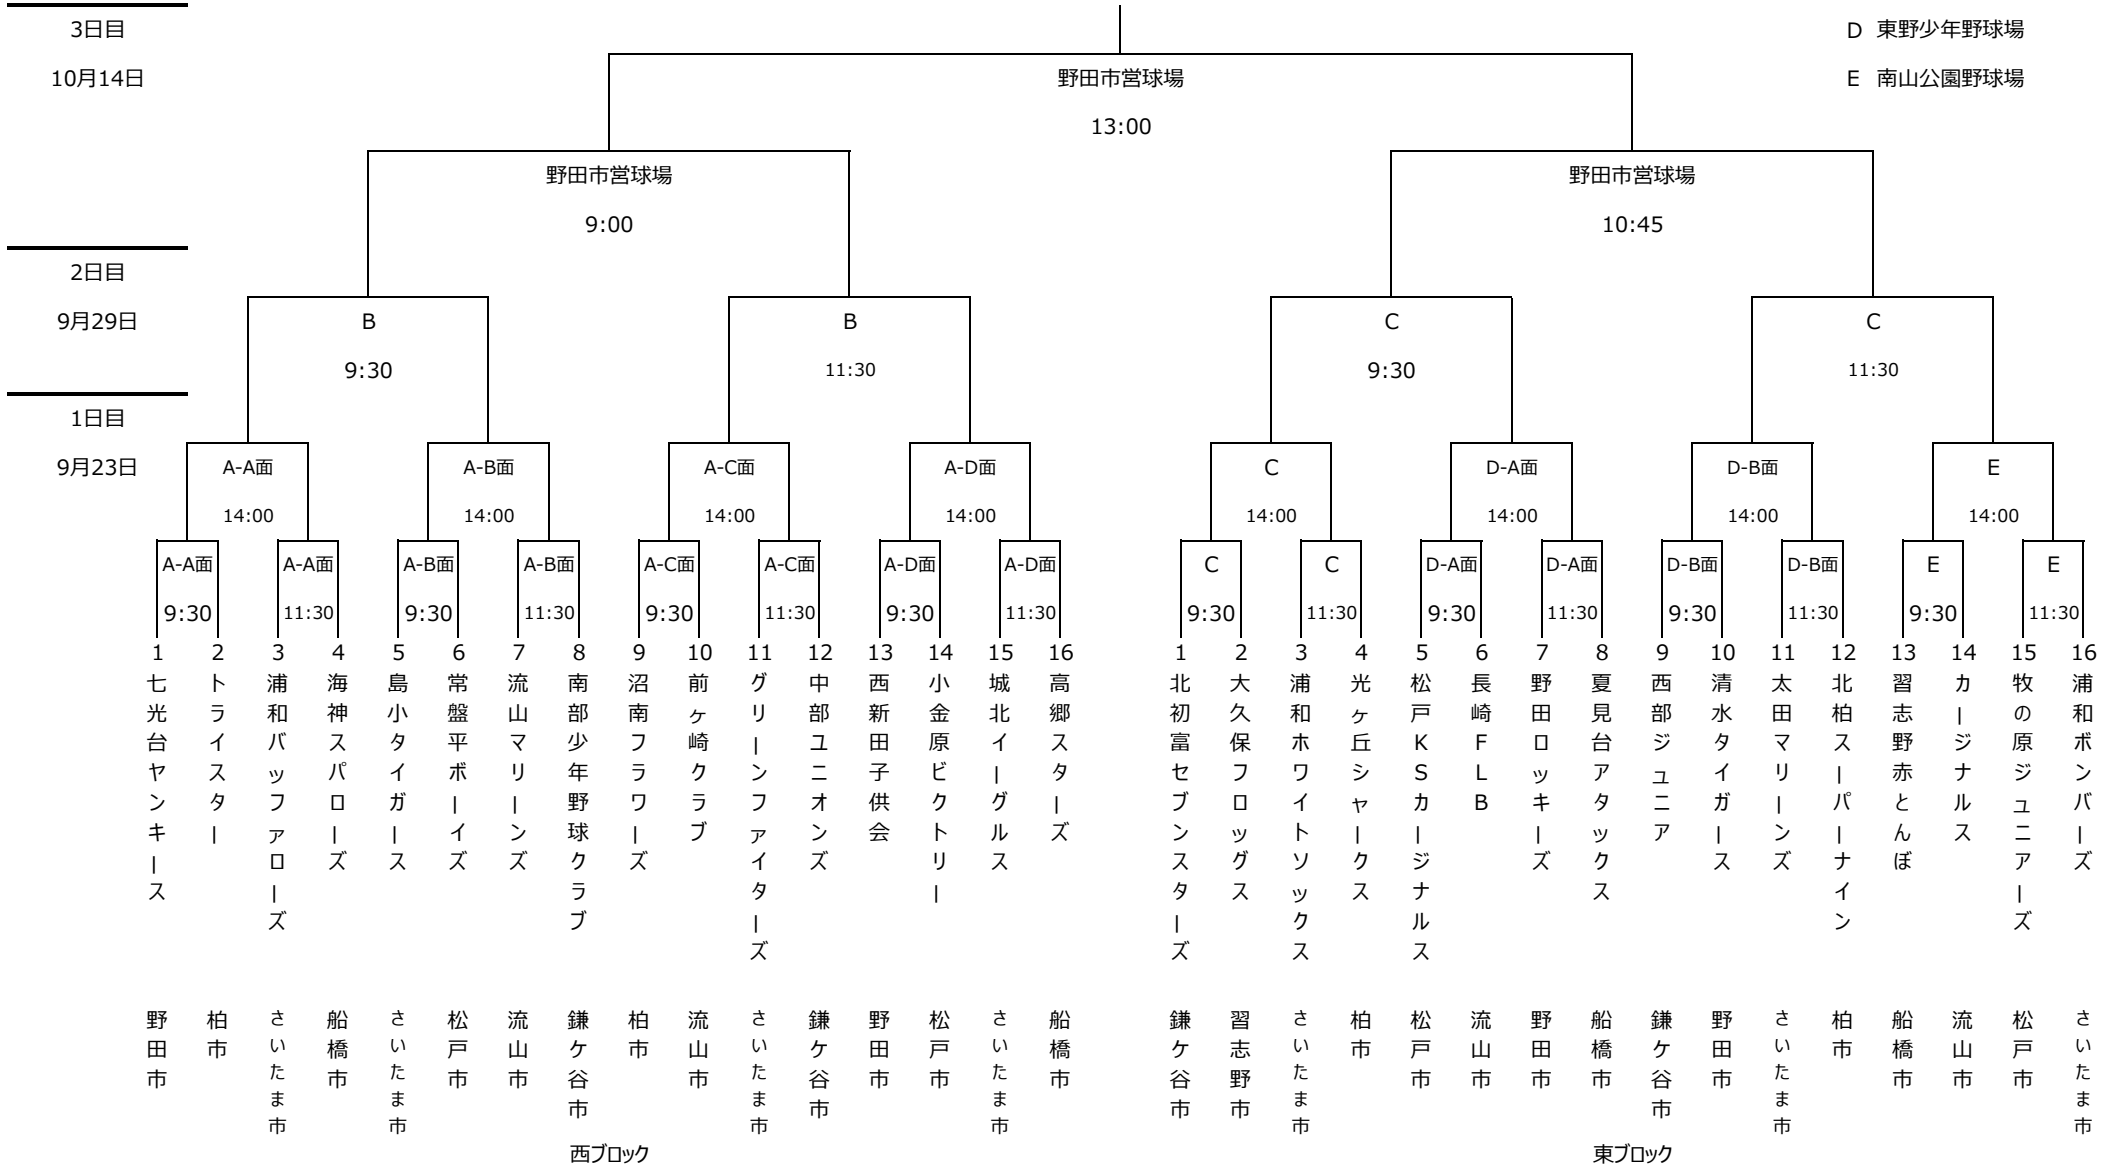 3日目
D 東野少年野球場
10月14日
野田市営球場
E 南山公園野球場
13:00
野田市営球場
野田市営球場
9:00
10:45
2日目
9月29日
B
B
C
C
9:30
11:30
9:30
11:30
1日目
9月23日
A-A面
A-B面
A-C面
A-D面
C
D-A面
D-B面
E
14:00
14:00
14:00
14:00
14:00
14:00
14:00
14:00
A-A面
A-A面
A-B面
A-B面
A-C面
A-C面
A-D面
A-D面
C
C
D-A面
D-A面
D-B面
D-B面
E
E
9:30
11:30
9:30
11:30
9:30
11:30
9:30
11:30
9:30
11:30
9:30
11:30
9:30
11:30
9:30
11:30
1 七光台ヤンキース 野田市
2 トライスター 柏市
3 浦和バッファローズ さいたま市
4 海神スパローズ 船橋市
5 島小タイガース さいたま市
6 常盤平ボーイズ 松戸市
7 流山マリーンズ 流山市
8 南部少年野球クラブ 鎌ケ谷市
9 沼南フラワーズ 柏市
10 前ヶ崎クラブ 流山市
11 グリーンファイターズ さいたま市
12 中部ユニオンズ 鎌ケ谷市
13 西新田子供会 野田市
14 小金原ビクトリー 松戸市
15 城北イーグルス さいたま市
16 高郷スターズ 船橋市
1 北初富セブンスターズ 鎌ケ谷市
2 大久保フロッグス 習志野市
3 浦和ホワイトソックス さいたま市
4 光ヶ丘シャークス 柏市
5 松戸KSカージナルス 松戸市
6 長崎FLB 流山市
7 野田ロッキーズ 野田市
8 夏見台アタックス 船橋市
9 西部ジュニア 鎌ケ谷市
10 清水タイガース 野田市
11 太田マリーンズ さいたま市
12 北柏スーパーナイン 柏市
13 習志野赤とんぼ 船橋市
14 カージナルス 流山市
15 牧の原ジュニアーズ 松戸市
16 浦和ボンバーズ さいたま市
西ブロック
東ブロック